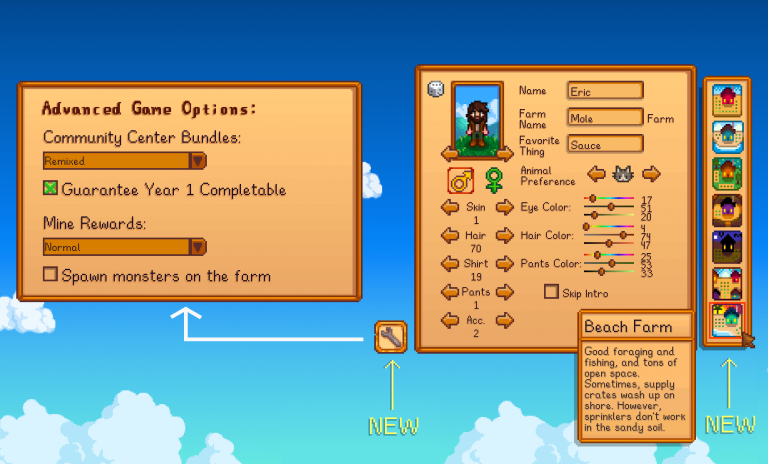 Advanced Game Options:
Community Center Bundles:
Remixed
Guarantee Year 1 Completable
Mine Rewards:
Normal
Spawn monsters on the farm
Name Eric
Farm Name Mole Farm
Favorite Thing Sauce
Animal Preference
Skin 1
Eye Color: 17 51 20
Hair 70
Hair Color: 4 74 47
Shirt 19
Pants Color: 25 53 33
Pants 1
Skip Intro
Acc. 2
Beach Farm
Good foraging and
fishing, and tons of
open space.
Sometimes, supply
crates wash up on
shore. However,
sprinklers don't work
in the sandy soil.
NEW
NEW